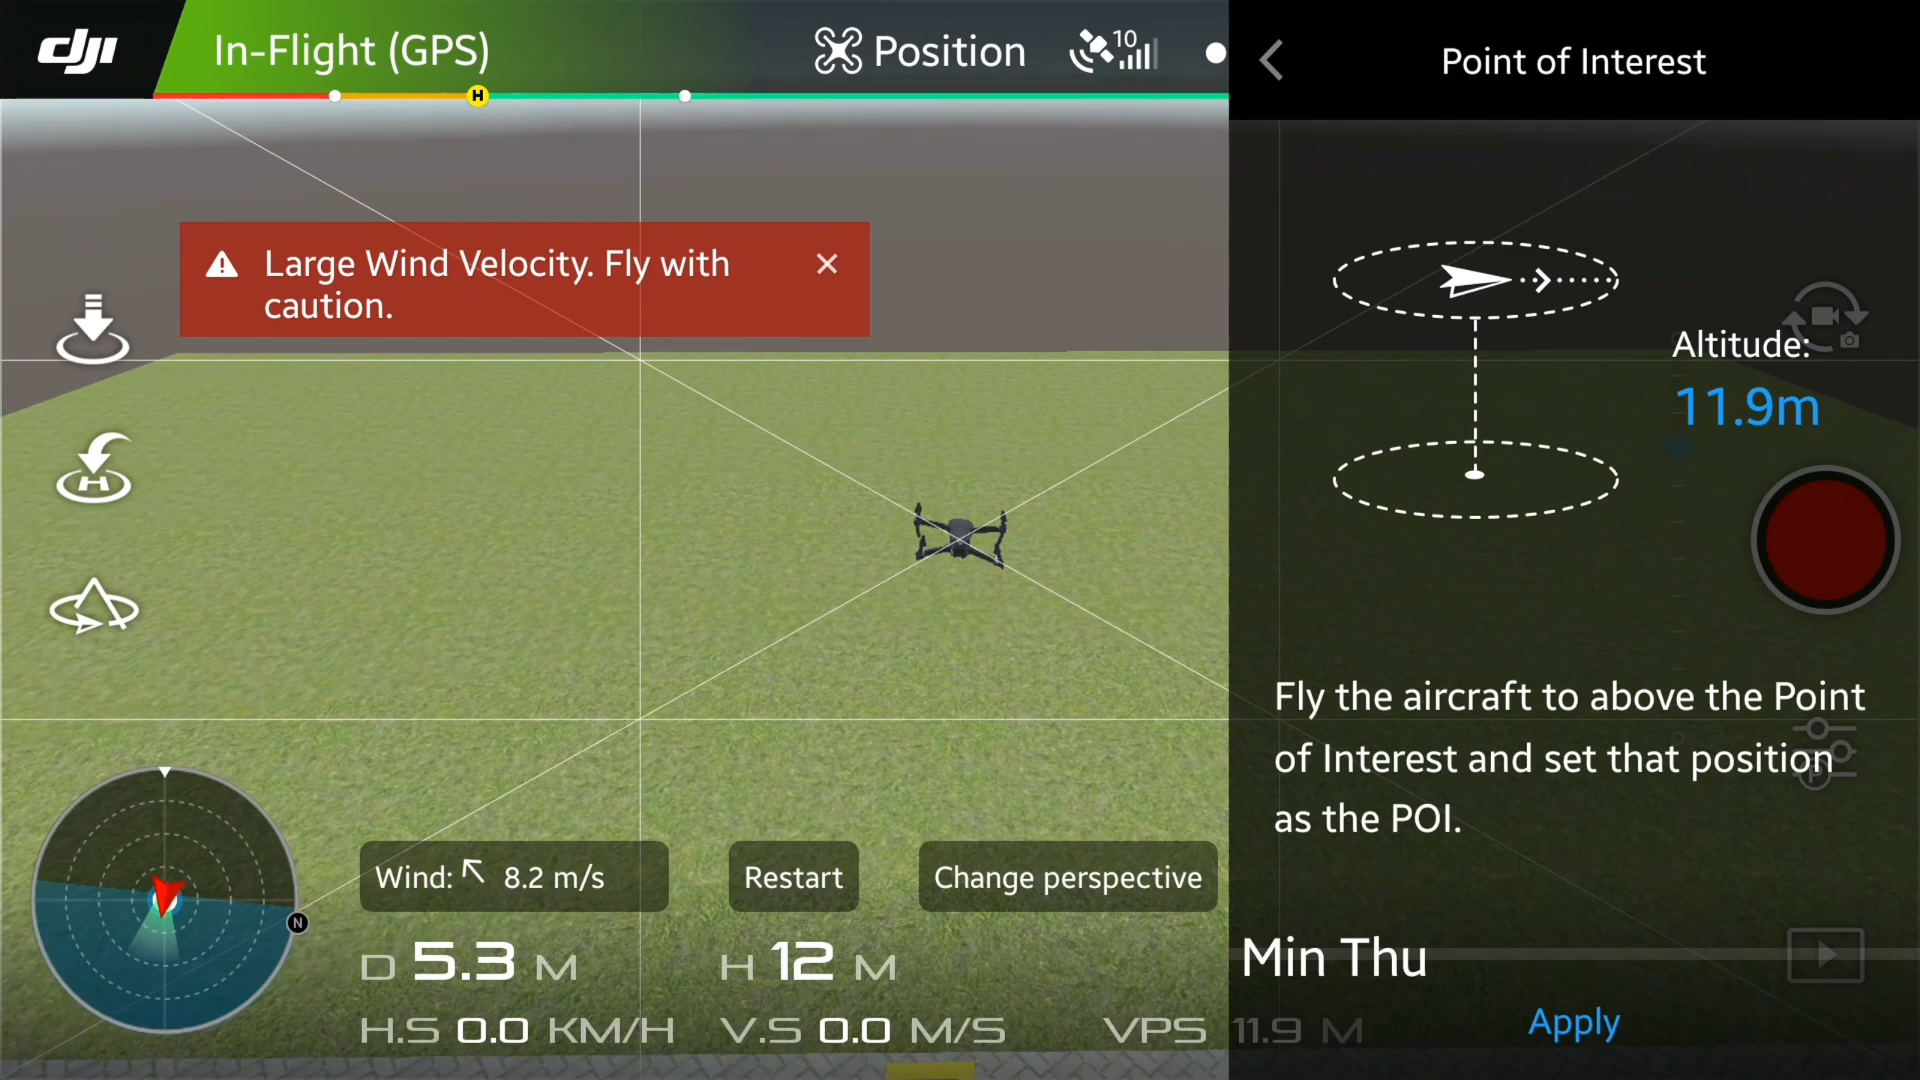 dji
In-Flight (GPS)
Position
10
H
Point of Interest
Large Wind Velocity. Fly with
caution.
Altitude:
11.9m
Fly the aircraft to above the Point
of Interest and set that position
as the POI.
N
Wind: 8.2 m/s
Restart
Change perspective
D 5.3 M
H 12 M
Min Thu
H.S 0.0 KM/H
V.S 0.0 M/S
VPS 11.9 M
Apply